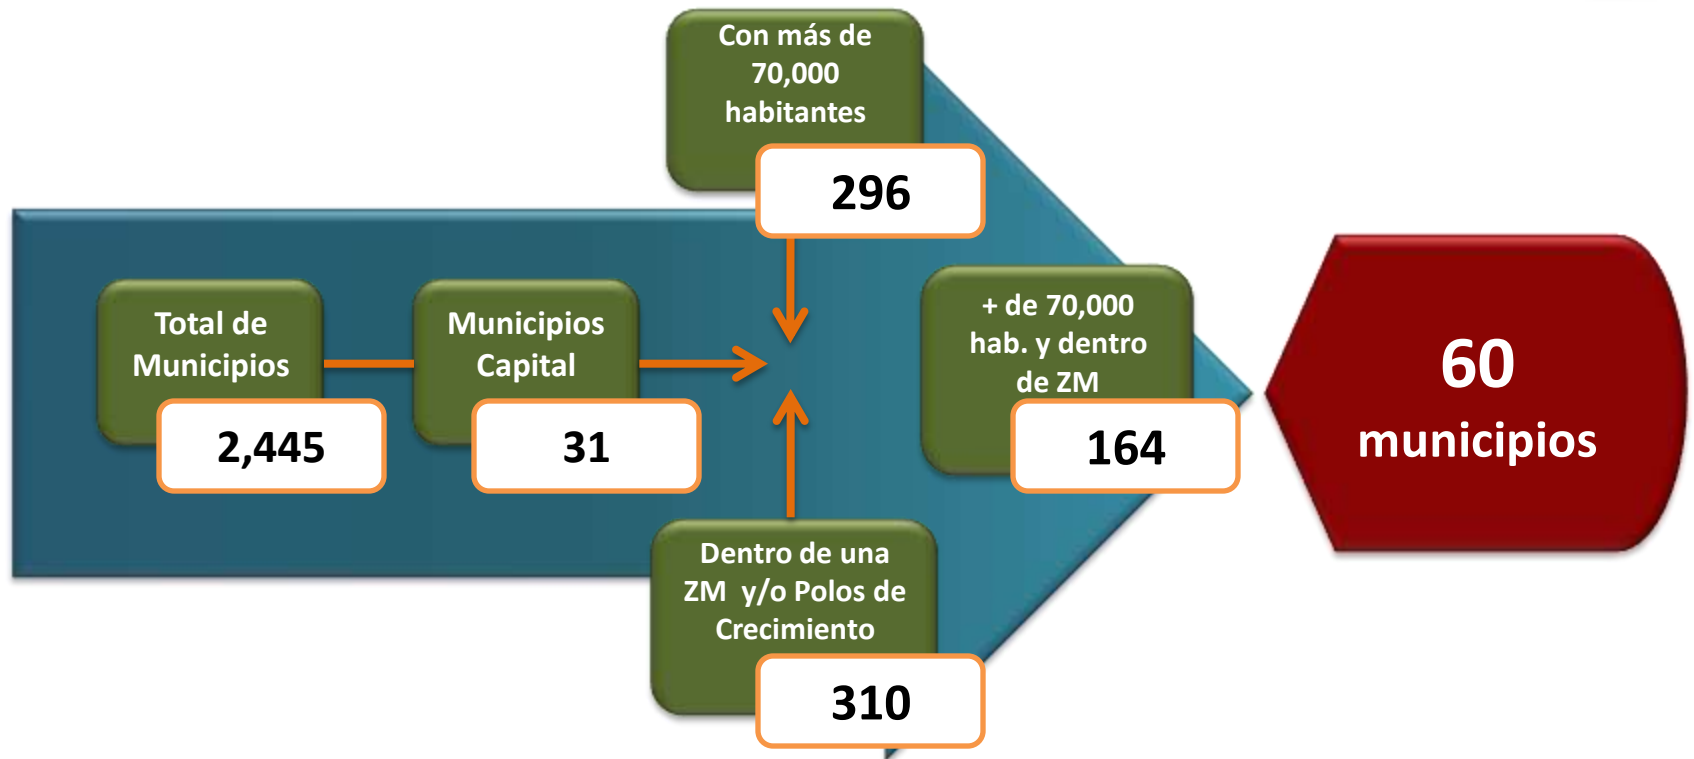 Con más de
70,000
habitantes
296
Total de
Municipios
2,445
Municipios
Capital
31
+ de 70,000
hab. y dentro
de ZM
164
60
municipios
Dentro de una
ZM y/o Polos de
Crecimiento
310